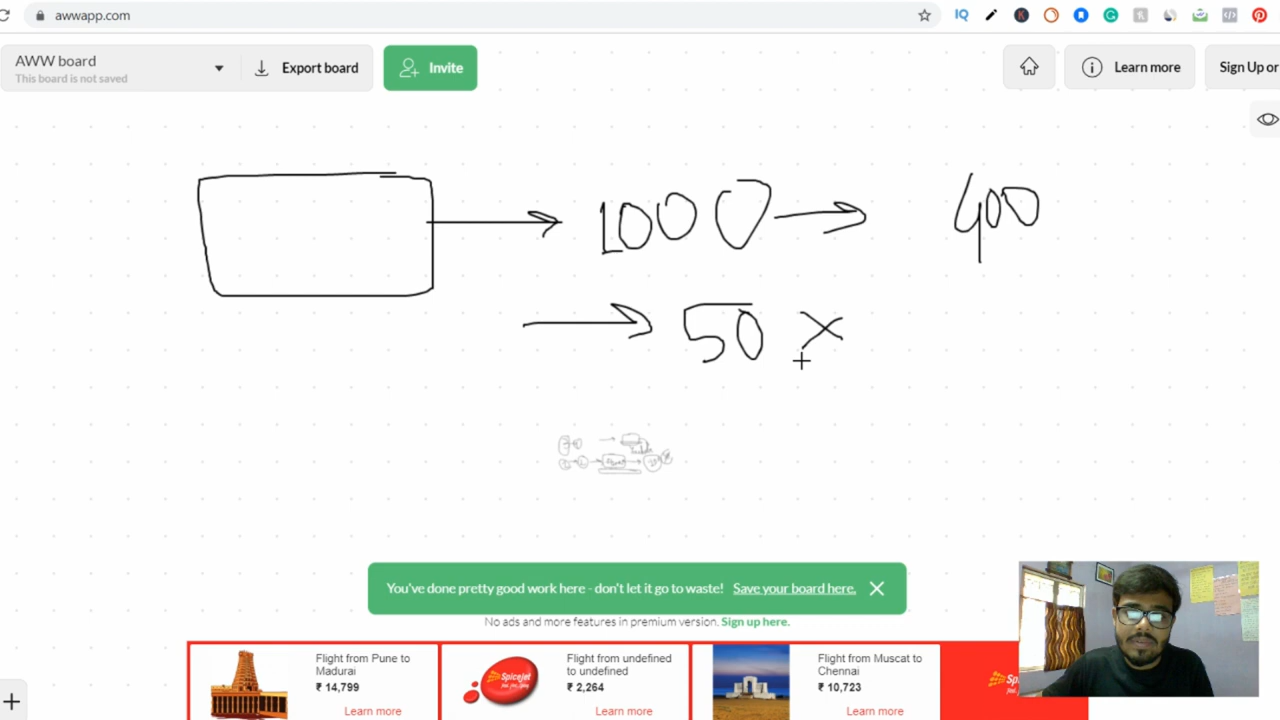 awwapp.com
IQ
AWW board
This board is not saved
Export board
Invite
Learn more
Sign Up or
1000
400
50 ×
You've done pretty good work here - don't let it go to waste! Save your board here.
No ads and more features in premium version. Sign up here.
Flight from Pune to Madurai
₹ 14,799
Learn more
SpiceJet
Flight from undefined to undefined
₹ 2,264
Learn more
Flight from Muscat to Chennai
₹ 10,723
Learn more